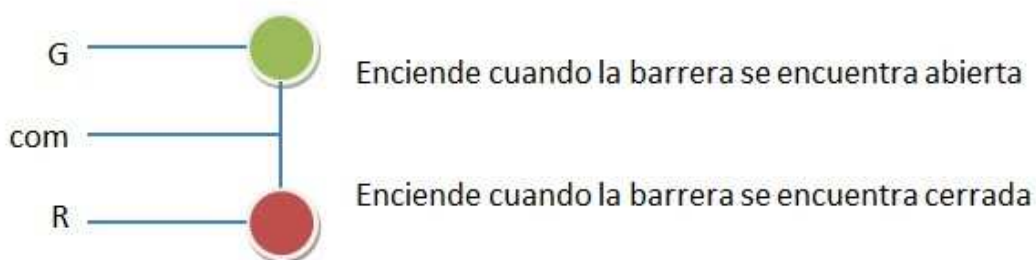 G
Enciende cuando la barrera se encuentra abierta
com
Enciende cuando la barrera se encuentra cerrada
R